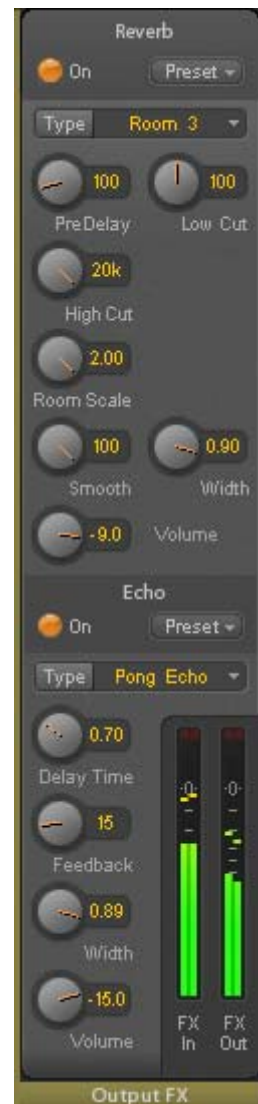 Reverb
On Preset
Type Room 3
100 100
PreDelay Low Cut
20k
High Cut
2.00
Room Scale
100 0.90
Smooth Width
-9.0 Volume
Echo
On Preset
Type Pong Echo
0.70
Delay Time
15
Feedback
0.89
Width
-15.0
Volume
-0- -0-
FX In
FX Out
Output FX